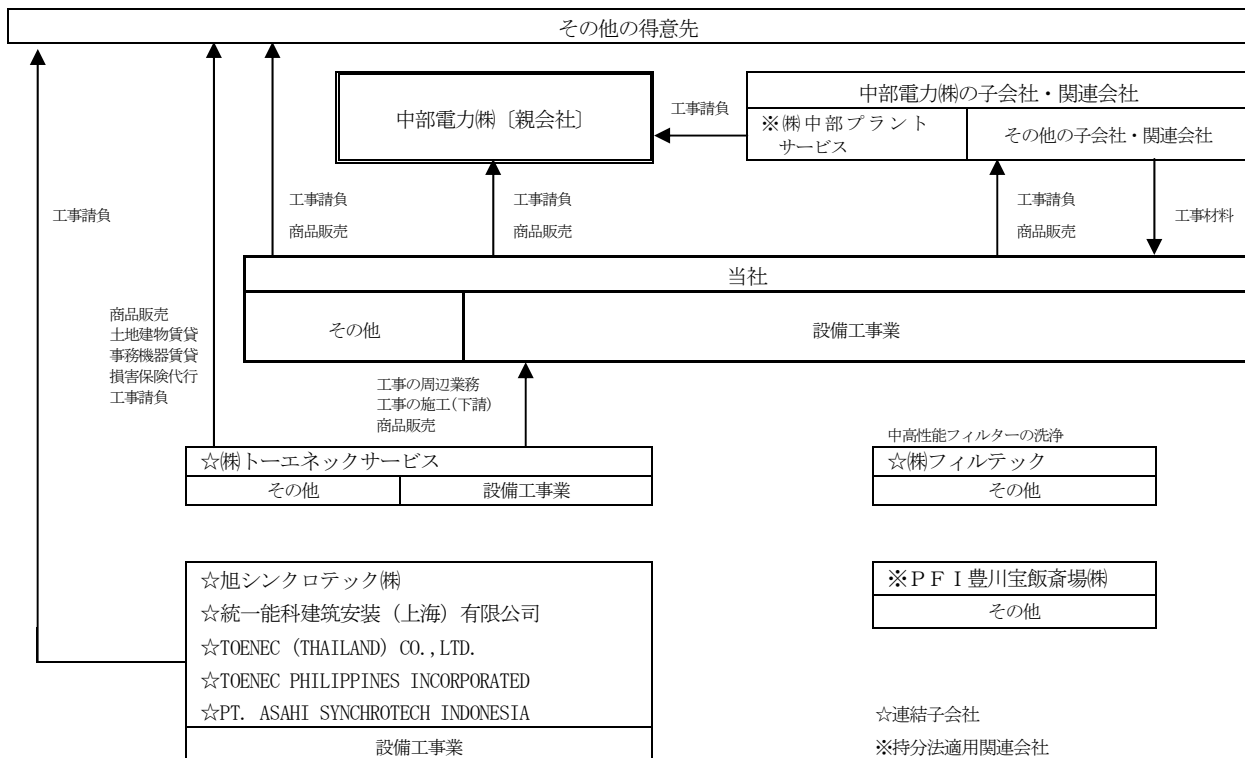 その他の得意先
中部電力㈱〔親会社〕
工事請負
中部電力㈱の子会社・関連会社
※㈱中部プラント
サービス
その他の子会社・関連会社
工事請負
工事請負
商品販売
工事請負
商品販売
工事請負
商品販売
工事材料
当社
その他
設備工事業
商品販売
土地建物賃貸
事務機器賃貸
損害保険代行
工事請負
工事の周辺業務
工事の施工(下請)
商品販売
☆㈱トーエネックサービス
その他
設備工事業
中高性能フィルターの洗浄
☆㈱フィルテック
その他
☆旭シンクロテック㈱
☆統一能科建筑安装（上海）有限公司
☆TOENEC (THAILAND) CO.,LTD.
☆TOENEC PHILIPPINES INCORPORATED
☆PT. ASAHI SYNCHROTECH INDONESIA
設備工事業
※ＰＦＩ豊川宝飯斎場㈱
その他
☆連結子会社
※持分法適用関連会社